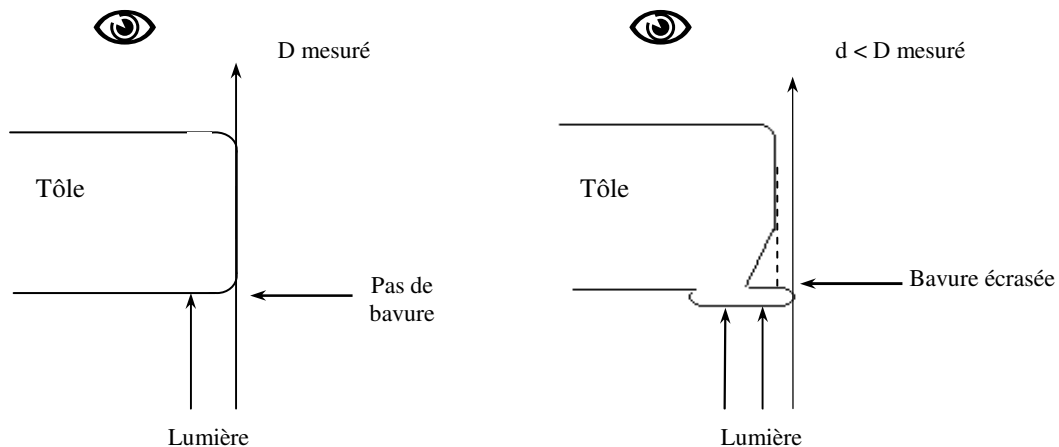 D mesuré
Tôle
Pas de
bavure
Lumière
d < D mesuré
Tôle
Bavure écrasée
Lumière